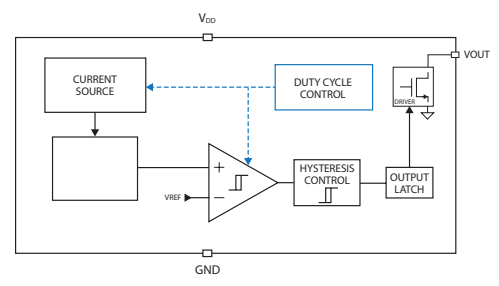 VDD
VOUT
CURRENT
SOURCE
DUTY CYCLE
CONTROL
DRIVER
+
HYSTERESIS
CONTROL
VREF
−
OUTPUT
LATCH
GND